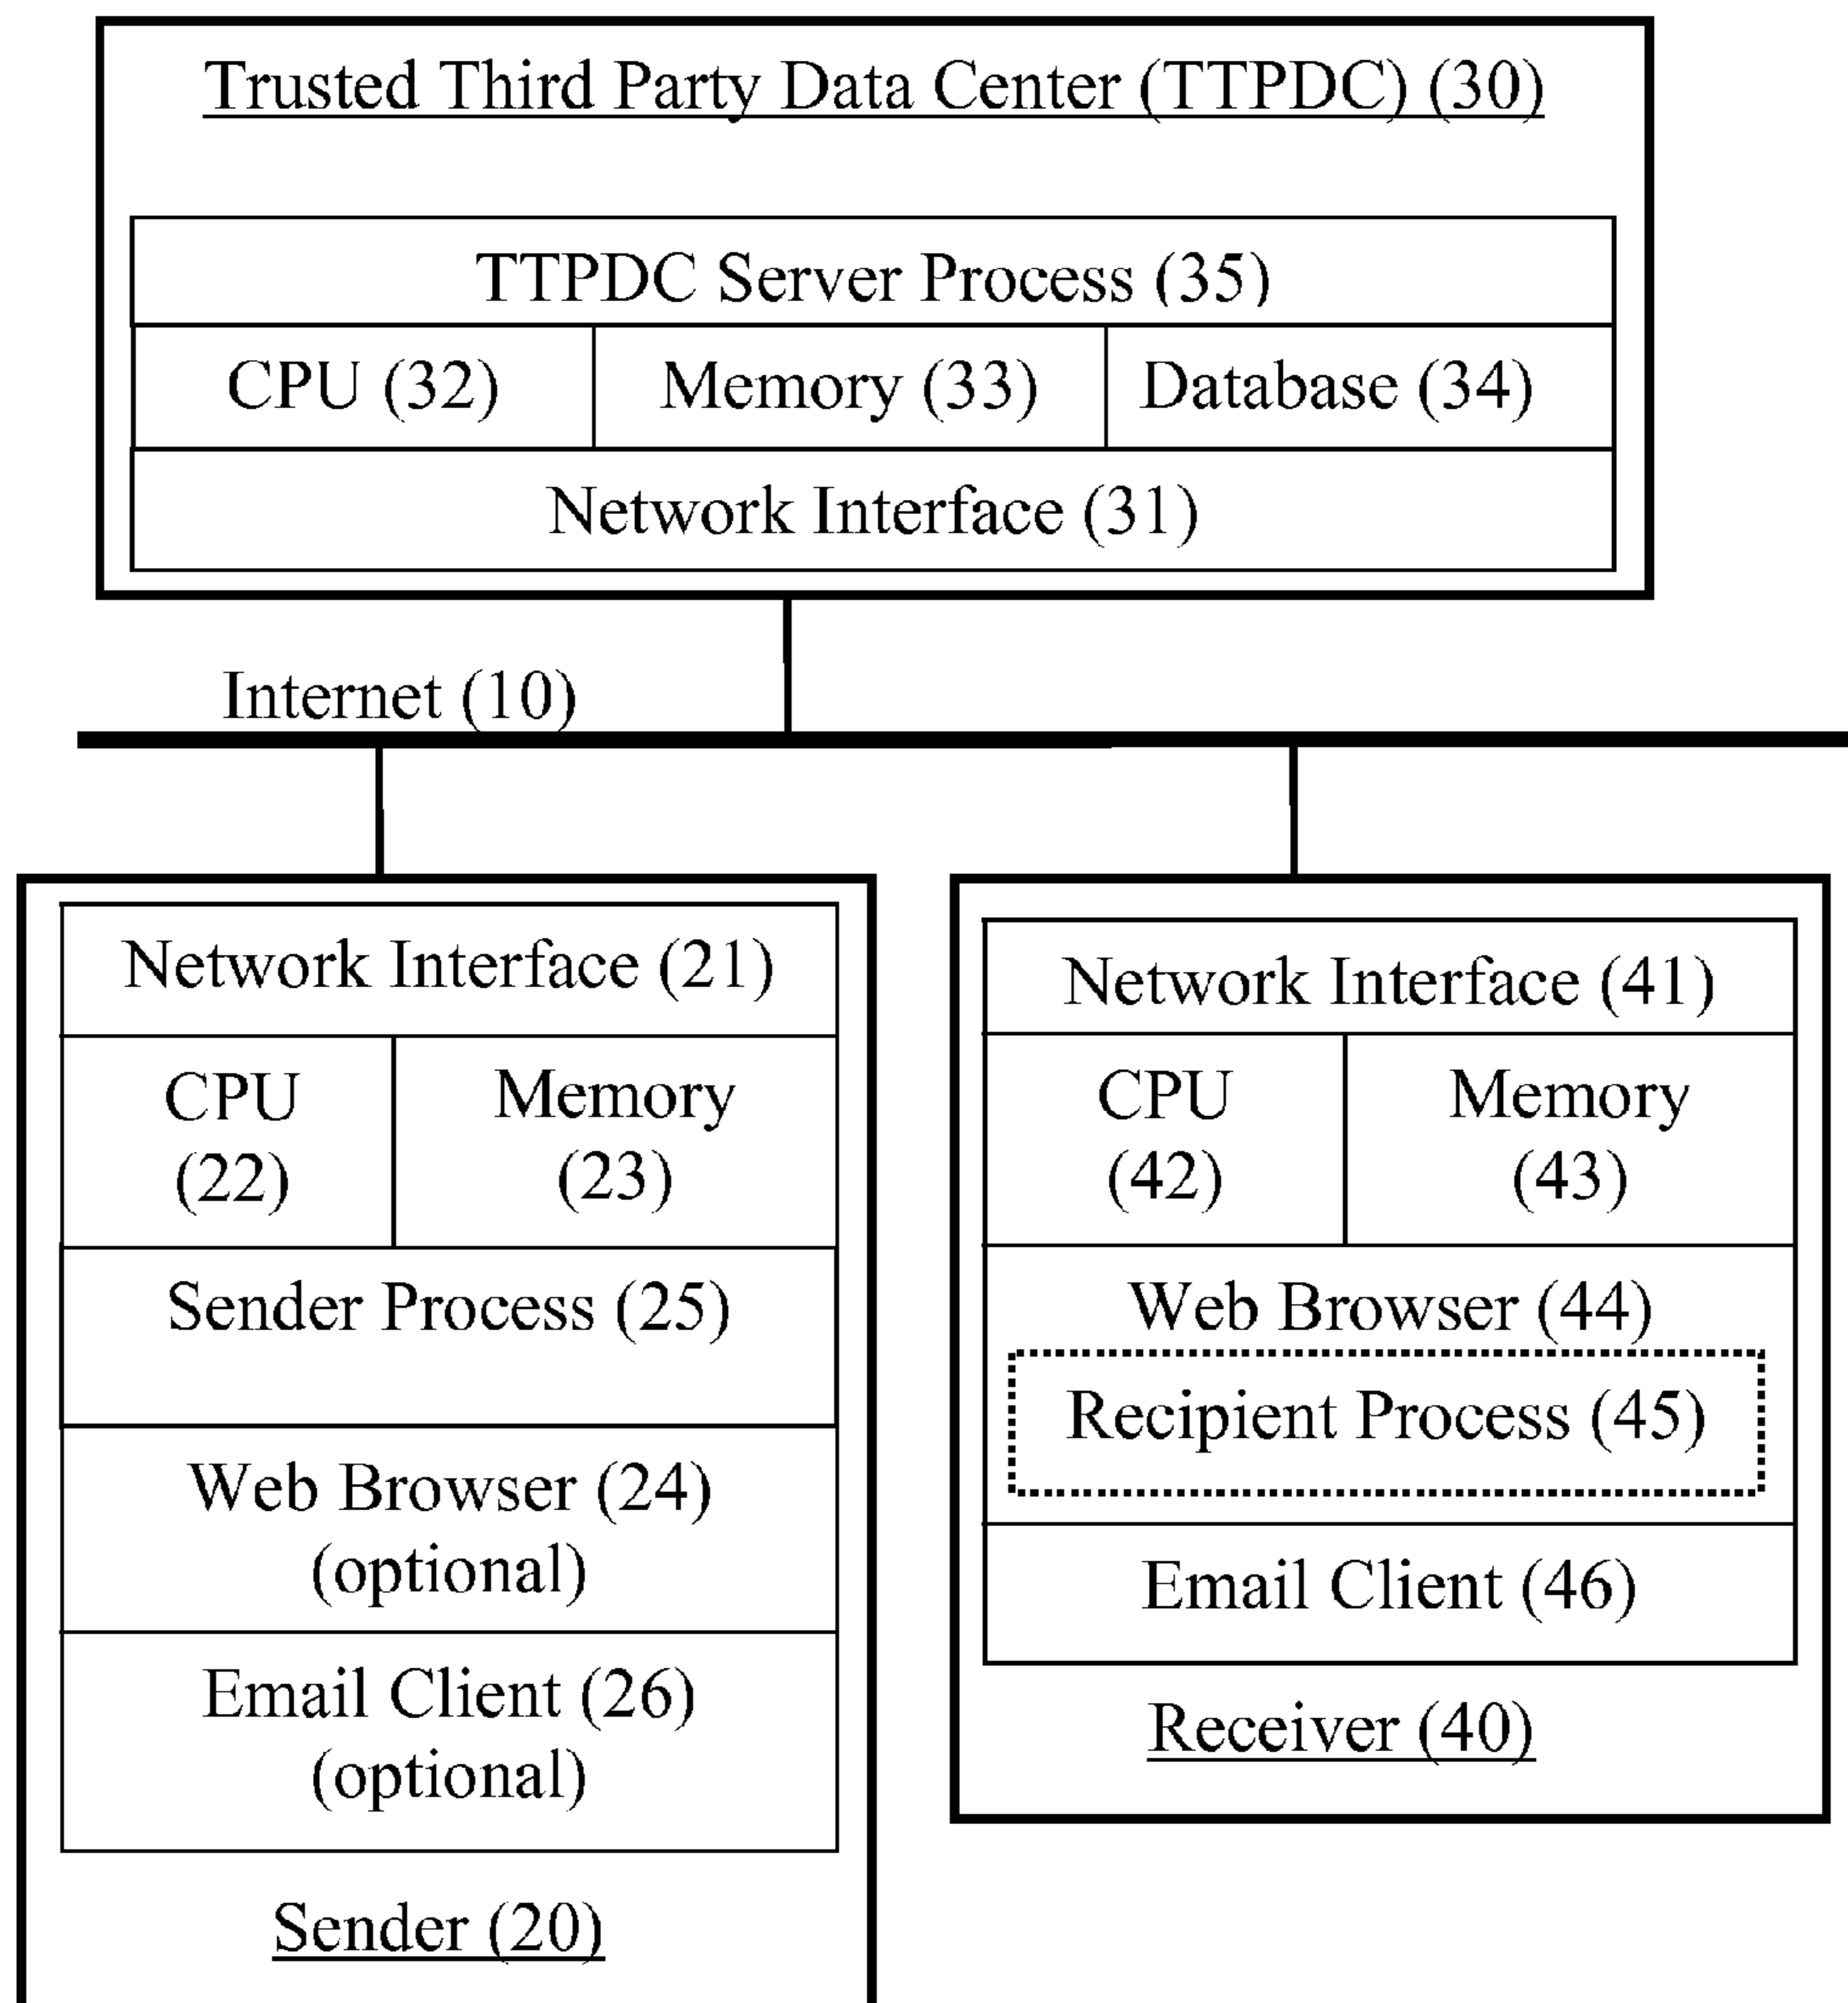 Trusted Third Party Data Center (TTPDC) (30)
TTPDC Server Process (35)
CPU (32)
Memory (33)
Database (34)
Network Interface (31)
Internet (10)
Network Interface (21)
CPU
(22)
Memory
(23)
Sender Process (25)
Web Browser (24)
(optional)
Email Client (26)
(optional)
Sender (20)
Network Interface (41)
CPU
(42)
Memory
(43)
Web Browser (44)
Recipient Process (45)
Email Client (46)
Receiver (40)